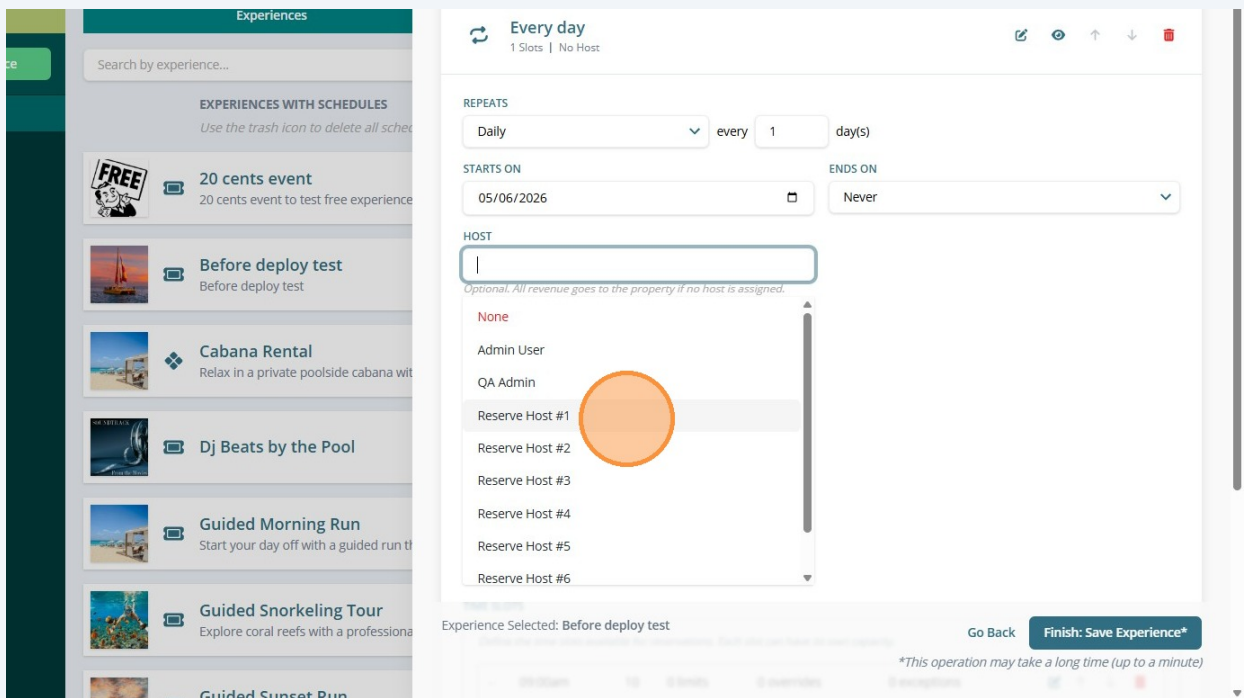 ce
Experiences
Search by experience...
EXPERIENCES WITH SCHEDULES
Use the trash icon to delete all sched
FREE
20 cents event
20 cents event to test free experience
Before deploy test
Before deploy test
Cabana Rental
Relax in a private poolside cabana wit
SOUNDTRACK
Dj Beats by the Pool
Guided Morning Run
Start your day off with a guided run th
Guided Snorkeling Tour
Explore coral reefs with a professiona
Guided Sunset Run
Every day
1 Slots | No Host
REPEATS
Daily every 1 day(s)
STARTS ON ENDS ON
05/06/2026 Never
HOST
Optional. All revenue goes to the property if no host is assigned.
None
Admin User
QA Admin
Reserve Host #1
Reserve Host #2
Reserve Host #3
Reserve Host #4
Reserve Host #5
Reserve Host #6
Experience Selected: Before deploy test
Go Back Finish: Save Experience*
*This operation may take a long time (up to a minute)